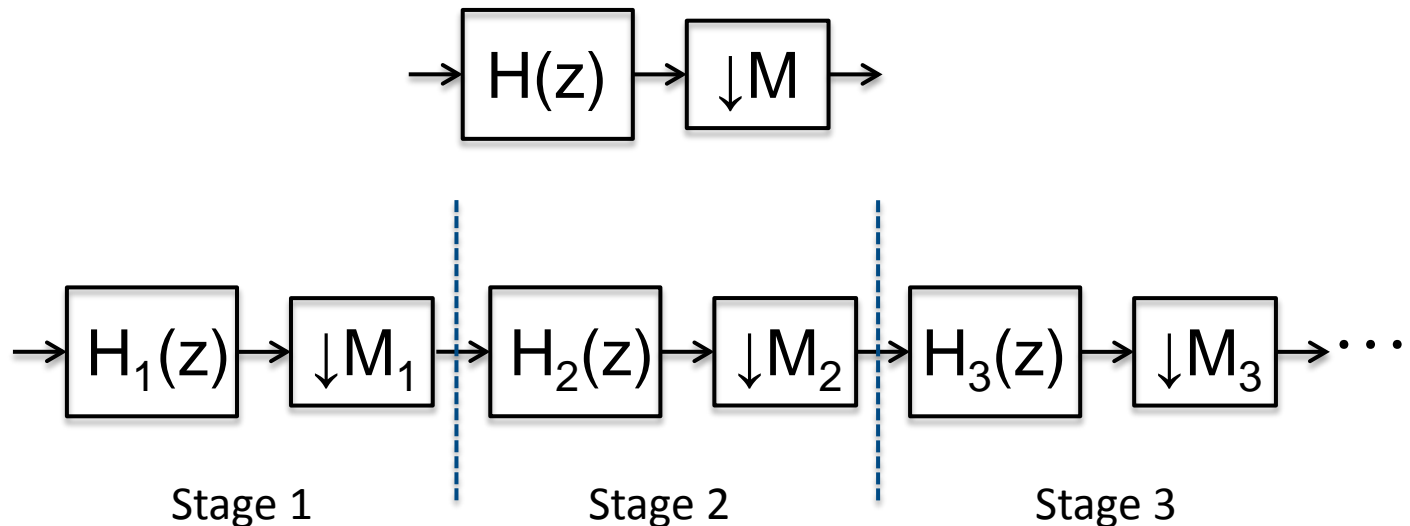 H(z) ↓M
H₁(z) ↓M₁ H₂(z) ↓M₂ H₃(z) ↓M₃ ...
Stage 1 Stage 2 Stage 3